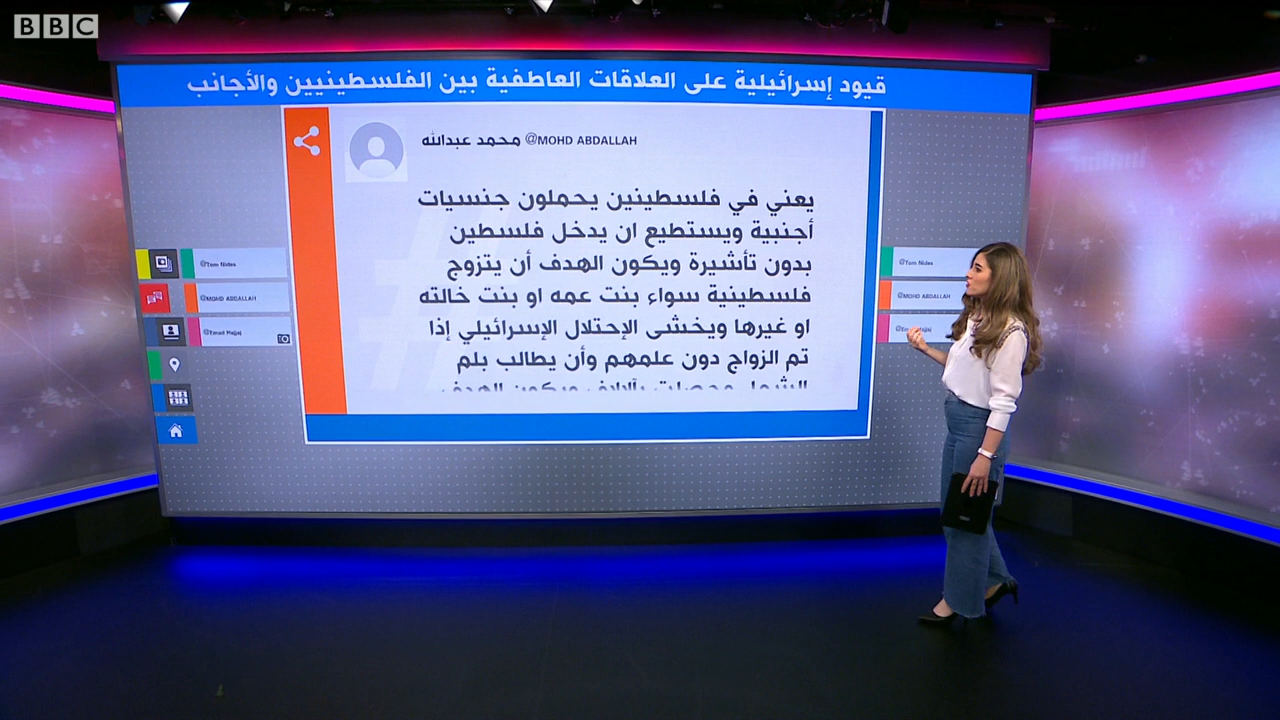 BBC
قيود إسرائيلية على العلاقات العاطفية بين الفلسطينيين والأجانب
محمد عبدالله @MOHD ABDALLAH
يعني في فلسطينين يحملون جنسيات
أجنبية ويستطيع ان يدخل فلسطين
بدون تأشيرة ويكون الهدف أن يتزوج
فلسطينية سواء بنت عمه او بنت خالته
او غيرها ويخشى الإحتلال الإسرائيلي إذا
تم الزواج دون علمهم وأن يطالب بلم
@Tom Nides
@MOHD ABDALLAH
@Emad Hajjaj
@Tom Nides
@MOHD ABDALLAH